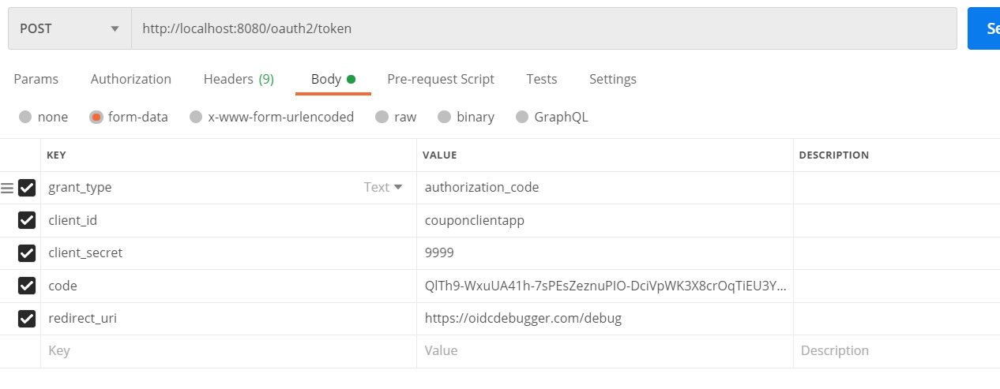 POST http://localhost:8080/oauth2/token Se
Params Authorization Headers (9) Body Pre-request Script Tests Settings
none form-data x-www-form-urlencoded raw binary GraphQL
KEY VALUE DESCRIPTION
grant_type Text authorization_code
client_id couponclientapp
client_secret 9999
code QlTh9-WxuUA41h-7sPEsZeznuPIO-DciVpWK3X8crOqTiEU3Y...
redirect_uri https://oidcdebugger.com/debug
Key Value Description